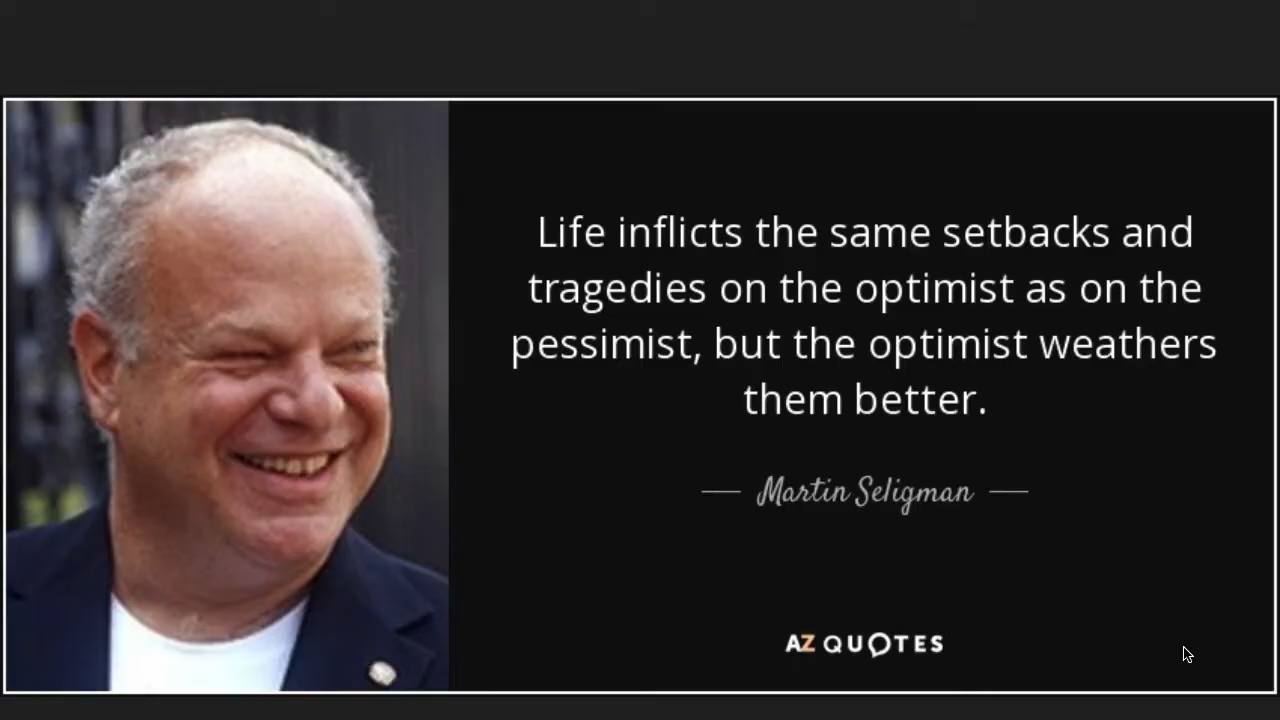 Life inflicts the same setbacks and
tragedies on the optimist as on the
pessimist, but the optimist weathers
them better.
Martin Seligman
AZ QUOTES